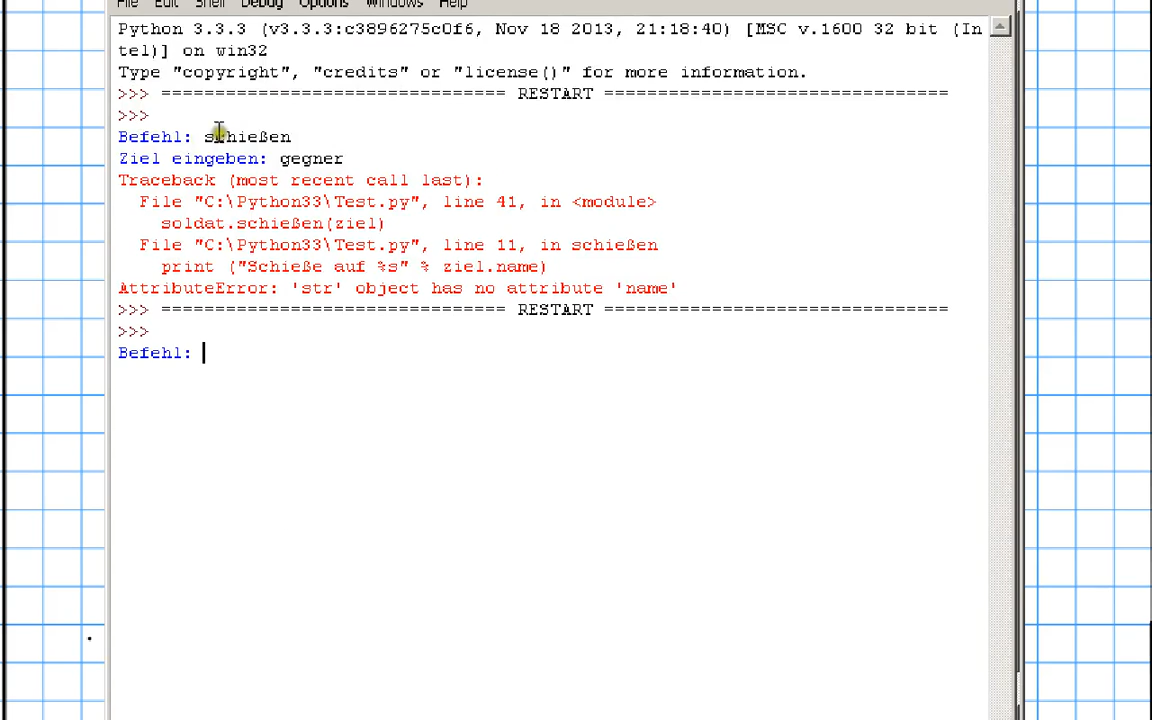 File Edit Shell Debug Options Windows Help
Python 3.3.3 (v3.3.3:c3896275c0f6, Nov 18 2013, 21:18:40) [MSC v.1600 32 bit (In
tel)] on win32
Type "copyright", "credits" or "license()" for more information.
>>> ================================ RESTART ================================
>>>
Befehl: schießen
Ziel eingeben: gegner
Traceback (most recent call last):
  File "C:\Python33\Test.py", line 41, in <module>
    soldat.schießen(ziel)
  File "C:\Python33\Test.py", line 11, in schießen
    print ("Schieße auf %s" % ziel.name)
AttributeError: 'str' object has no attribute 'name'
>>> ================================ RESTART ================================
>>>
Befehl: